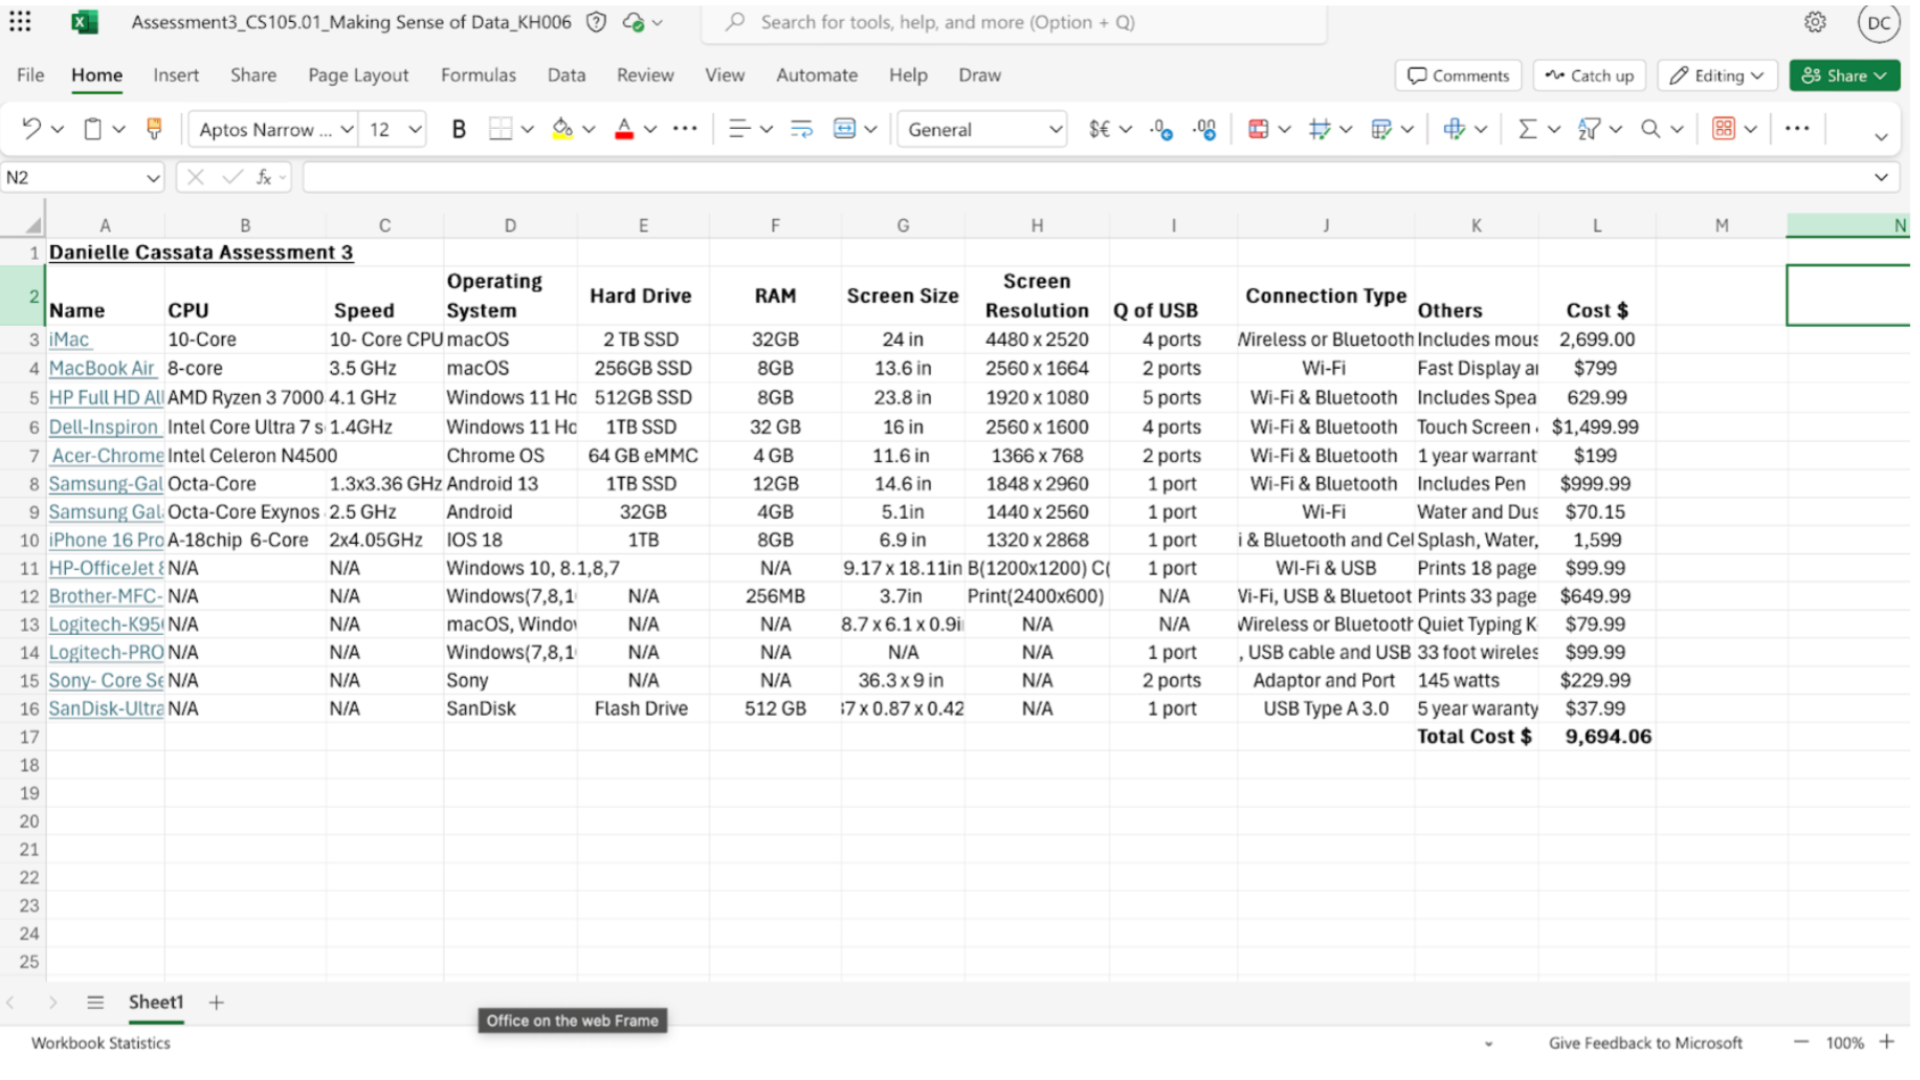 Assessment3_CS105.01_Making Sense of Data_KH006 Search for tools, help, and more (Option + Q) DC
File Home Insert Share Page Layout Formulas Data Review View Automate Help Draw Comments Catch up Editing Share
Aptos Narrow ... 12 B A General $€
N2 fx
A B C D E F G H I J K L M N
1 Danielle Cassata Assessment 3
2 Name CPU Speed Operating System Hard Drive RAM Screen Size Screen Resolution Q of USB Connection Type Others Cost $
3 iMac 10-Core 10- Core CPU macOS 2 TB SSD 32GB 24 in 4480 x 2520 4 ports Wireless or Bluetooth Includes mous 2,699.00
4 MacBook Air 8-core 3.5 GHz macOS 256GB SSD 8GB 13.6 in 2560 x 1664 2 ports Wi-Fi Fast Display a $799
5 HP Full HD All AMD Ryzen 3 7000 4.1 GHz Windows 11 Ho 512GB SSD 8GB 23.8 in 1920 x 1080 5 ports Wi-Fi & Bluetooth Includes Spea 629.99
6 Dell-Inspiron Intel Core Ultra 7 s 1.4GHz Windows 11 Ho 1TB SSD 32 GB 16 in 2560 x 1600 4 ports Wi-Fi & Bluetooth Touch Screen $1,499.99
7 Acer-Chrome Intel Celeron N4500 Chrome OS 64 GB eMMC 4 GB 11.6 in 1366 x 768 2 ports Wi-Fi & Bluetooth 1 year warrant $199
8 Samsung-Gal Octa-Core 1.3x3.36 GHz Android 13 1TB SSD 12GB 14.6 in 1848 x 2960 1 port Wi-Fi & Bluetooth Includes Pen $999.99
9 Samsung Gal Octa-Core Exynos 2.5 GHz Android 32GB 4GB 5.1in 1440 x 2560 1 port Wi-Fi Water and Dus $70.15
10 iPhone 16 Pro A-18chip 6-Core 2x4.05GHz IOS 18 1TB 8GB 6.9 in 1320 x 2868 1 port i & Bluetooth and Cel Splash, Water, 1,599
11 HP-OfficeJet 8 N/A N/A Windows 10, 8.1,8,7 N/A 9.17 x 18.11in B(1200x1200) C( 1 port WI-Fi & USB Prints 18 page $99.99
12 Brother-MFC- N/A N/A Windows(7,8,1 N/A 256MB 3.7in Print(2400x600) N/A Wi-Fi, USB & Bluetoot Prints 33 page $649.99
13 Logitech-K95 N/A N/A macOS, Window N/A N/A 8.7 x 6.1 x 0.9i N/A N/A Wireless or Bluetooth Quiet Typing K $79.99
14 Logitech-PRO N/A N/A Windows(7,8,1 N/A N/A N/A N/A 1 port , USB cable and USB 33 foot wireles $99.99
15 Sony- Core Se N/A N/A Sony N/A N/A 36.3 x 9 in N/A 2 ports Adaptor and Port 145 watts $229.99
16 SanDisk-Ultra N/A N/A SanDisk Flash Drive 512 GB 37 x 0.87 x 0.42 N/A 1 port USB Type A 3.0 5 year waranty $37.99
17 Total Cost $ 9,694.06
18
19
20
21
22
23
24
25
Sheet1
Office on the web Frame
Workbook Statistics Give Feedback to Microsoft 100%